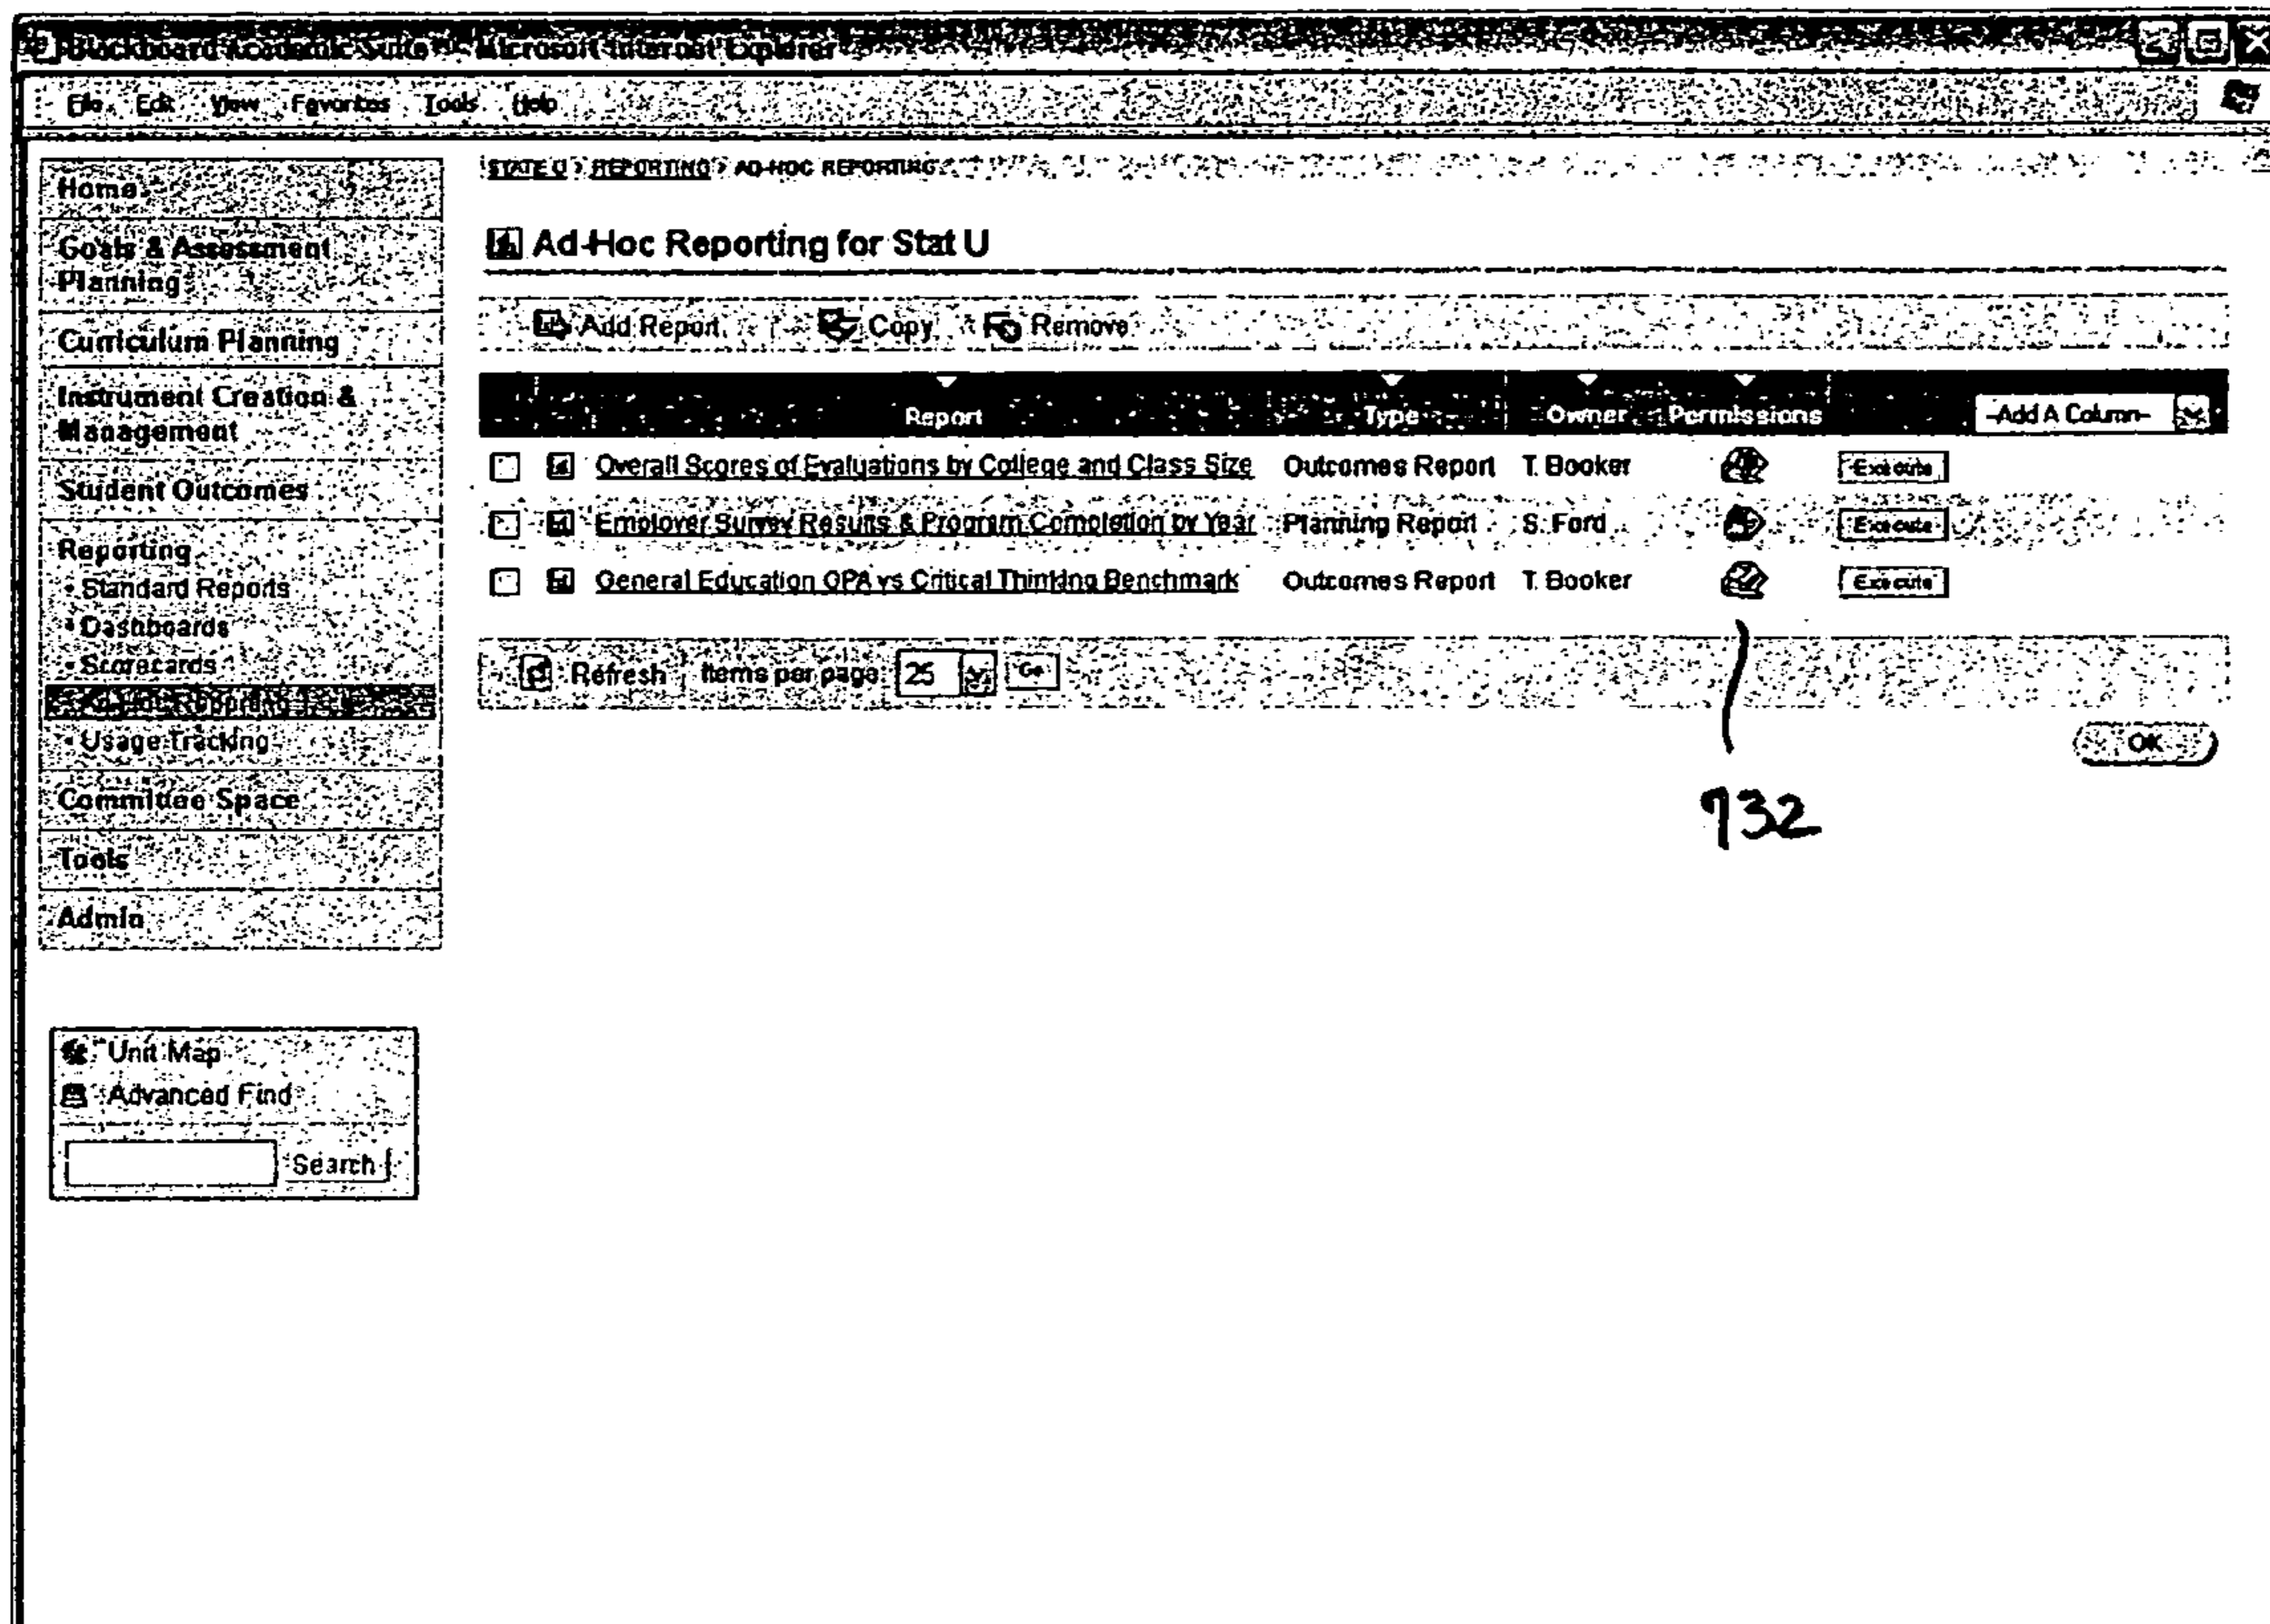 Blackboard Academic Suite - Microsoft Internet Explorer
File Edit View Favorites Tools Help
STATE U > REPORTING > AD-HOC REPORTING
Home
Goals & Assessment
Planning
Curriculum Planning
Instrument Creation &
Management
Student Outcomes
Reporting
• Standard Reports
• Dashboards
• Scorecards
• Ad-Hoc Reporting
• Usage Tracking
Committee Space
Tools
Admin
Unit Map
Advanced Find
Search
Ad-Hoc Reporting for Stat U
Add Report Copy Remove
Report Type Owner Permissions -Add A Column-
Overall Scores of Evaluations by College and Class Size Outcomes Report T. Booker Execute
Employer Survey Results & Program Completion by Year Planning Report S. Ford Execute
General Education GPA vs Critical Thinking Benchmark Outcomes Report T. Booker Execute
Refresh Items per page 25 Go
OK
732